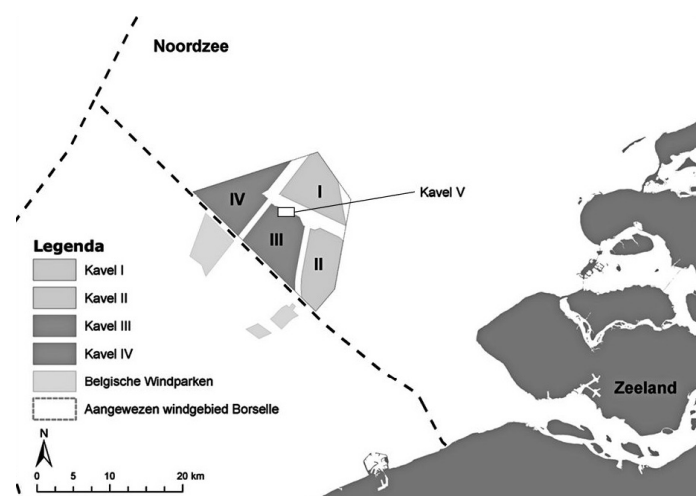 Noordzee
I
IV
Kavel V
III
II
Legenda
Kavel I
Kavel II
Kavel III
Kavel IV
Belgische Windparken
Aangewezen windgebied Borselle
Zeeland
N
0 5 10 20 km